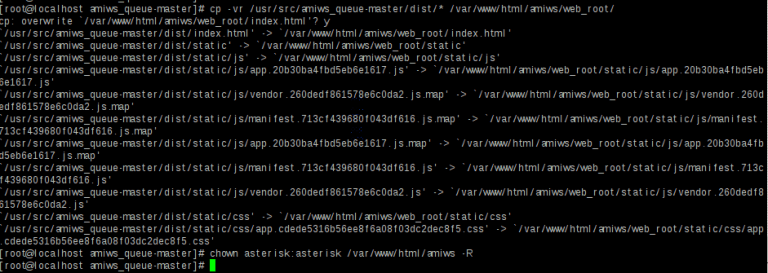 [root@localhost amiws_queue-master]# cp -vr /usr/src/amiws_queue-master/dist/* /var/www/html/amiws/web_root/
cp: overwrite `/var/www/html/amiws/web_root/index.html'? y
`/usr/src/amiws_queue-master/dist/index.html' -> `/var/www/html/amiws/web_root/index.html'
`/usr/src/amiws_queue-master/dist/static' -> `/var/www/html/amiws/web_root/static'
`/usr/src/amiws_queue-master/dist/static/js' -> `/var/www/html/amiws/web_root/static/js'
`/usr/src/amiws_queue-master/dist/static/js/app.20b30ba4fbd5eb6e1617.js' -> `/var/www/html/amiws/web_root/static/js/app.20b30ba4fbd5eb
6e1617.js'
`/usr/src/amiws_queue-master/dist/static/js/vendor.260dedf861578e6c0da2.js.map' -> `/var/www/html/amiws/web_root/static/js/vendor.260d
edf861578e6c0da2.js.map'
`/usr/src/amiws_queue-master/dist/static/js/manifest.713cf439680f043df616.js.map' -> `/var/www/html/amiws/web_root/static/js/manifest.
713cf439680f043df616.js.map'
`/usr/src/amiws_queue-master/dist/static/js/app.20b30ba4fbd5eb6e1617.js.map' -> `/var/www/html/amiws/web_root/static/js/app.20b30ba4fb
d5eb6e1617.js.map'
`/usr/src/amiws_queue-master/dist/static/js/manifest.713cf439680f043df616.js' -> `/var/www/html/amiws/web_root/static/js/manifest.713c
f439680f043df616.js'
`/usr/src/amiws_queue-master/dist/static/js/vendor.260dedf861578e6c0da2.js' -> `/var/www/html/amiws/web_root/static/js/vendor.260dedf8
61578e6c0da2.js'
`/usr/src/amiws_queue-master/dist/static/css' -> `/var/www/html/amiws/web_root/static/css'
`/usr/src/amiws_queue-master/dist/static/css/app.cdede5316b56ee8f6a08f03dc2dec8f5.css' -> `/var/www/html/amiws/web_root/static/css/app
.cdede5316b56ee8f6a08f03dc2dec8f5.css'
[root@localhost amiws_queue-master]# chown asterisk:asterisk /var/www/html/amiws -R
[root@localhost amiws_queue-master]#